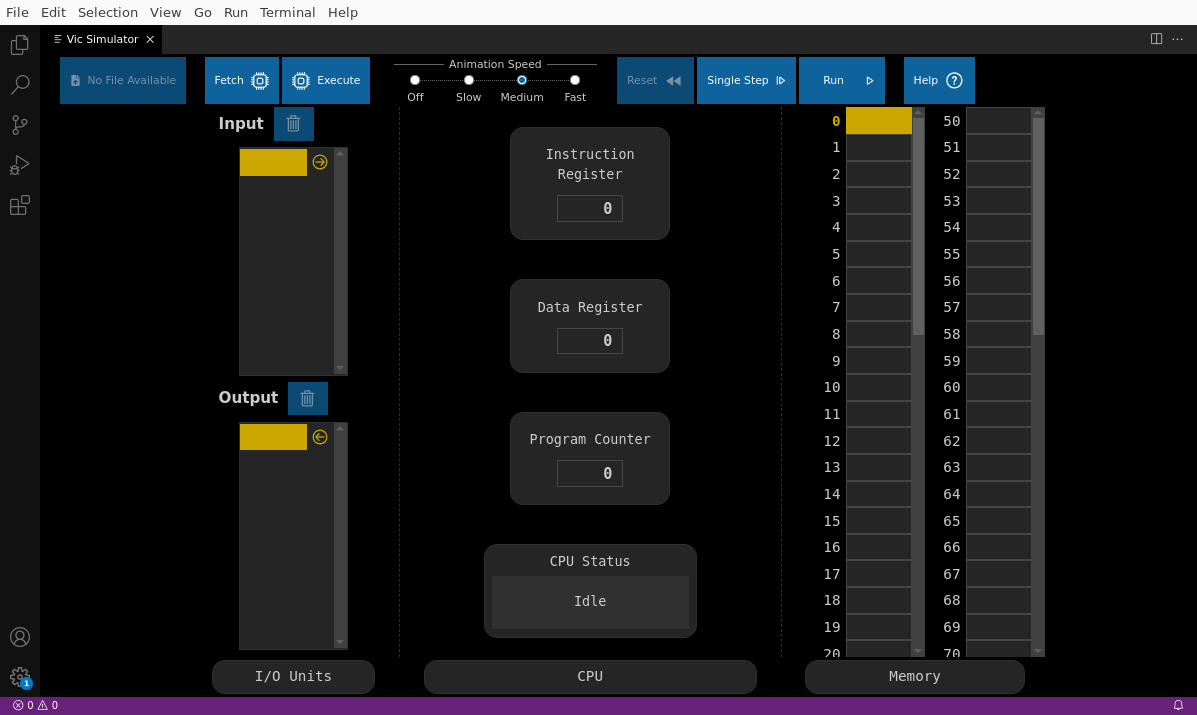 File Edit Selection View Go Run Terminal Help
Vic Simulator
No File Available
Fetch
Execute
Animation Speed
Off Slow Medium Fast
Reset
Single Step
Run
Help
Input
Output
I/O Units
Instruction
Register
0
Data Register
0
Program Counter
0
CPU Status
Idle
CPU
0 50
1 51
2 52
3 53
4 54
5 55
6 56
7 57
8 58
9 59
10 60
11 61
12 62
13 63
14 64
15 65
16 66
17 67
18 68
19 69
20 70
Memory
1
0 0